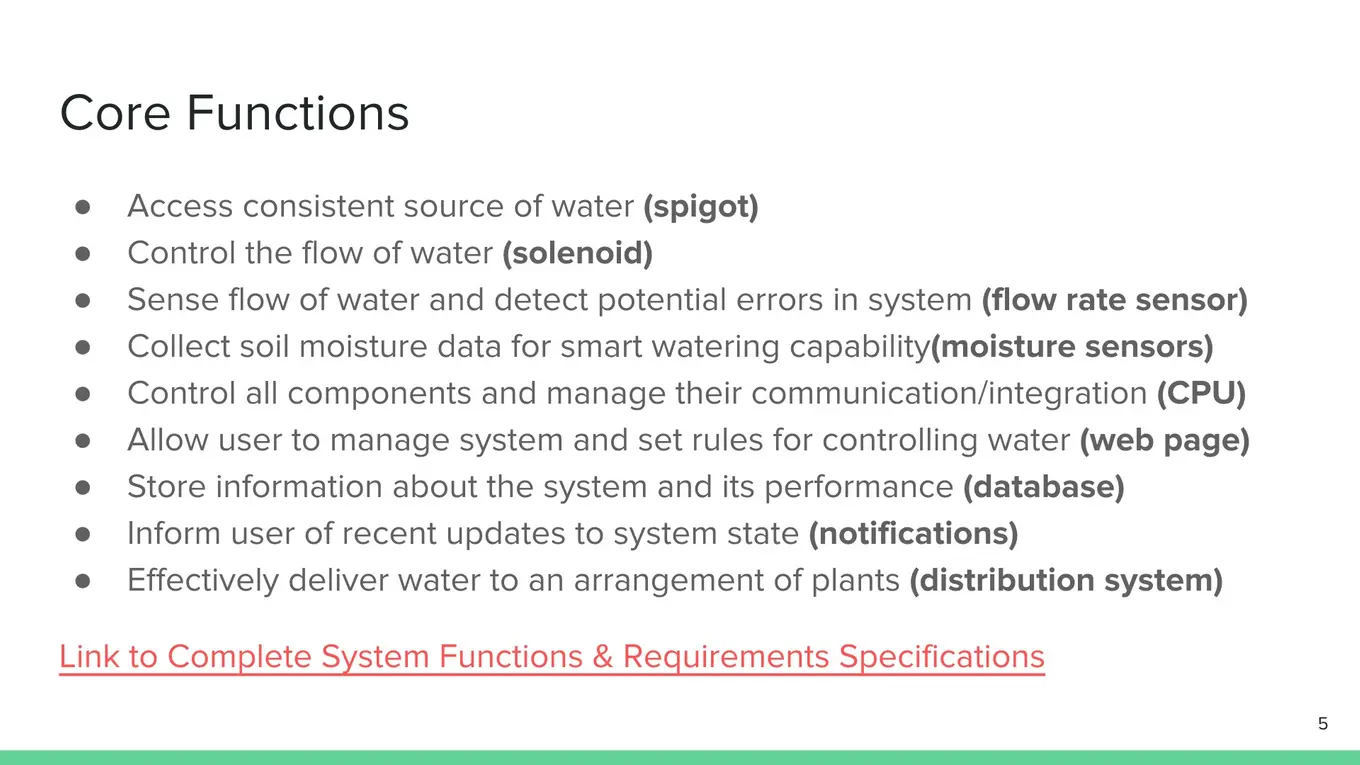 Core Functions
● Access consistent source of water (spigot)
● Control the flow of water (solenoid)
● Sense flow of water and detect potential errors in system (flow rate sensor)
● Collect soil moisture data for smart watering capability(moisture sensors)
● Control all components and manage their communication/integration (CPU)
● Allow user to manage system and set rules for controlling water (web page)
● Store information about the system and its performance (database)
● Inform user of recent updates to system state (notifications)
● Effectively deliver water to an arrangement of plants (distribution system)
Link to Complete System Functions & Requirements Specifications
5